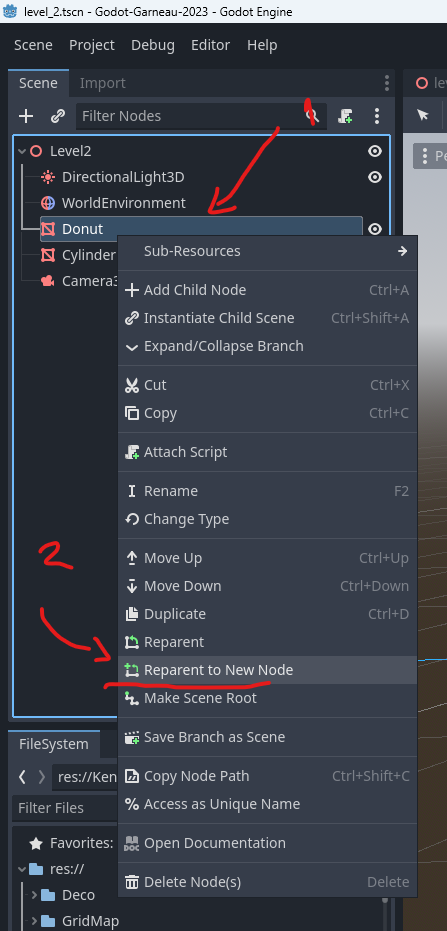 level_2.tscn - Godot-Garneau-2023 - Godot Engine
Scene Project Debug Editor Help
Scene Import
Filter Nodes
1
Level2
DirectionalLight3D
WorldEnvironment
Donut
Cylinder
Camera3
Sub-Resources
Add Child Node Ctrl+A
Instantiate Child Scene Ctrl+Shift+A
Expand/Collapse Branch
Cut Ctrl+X
Copy Ctrl+C
Attach Script
Rename F2
Change Type
2
Move Up Ctrl+Up
Move Down Ctrl+Down
Duplicate Ctrl+D
Reparent
Reparent to New Node
Make Scene Root
Save Branch as Scene
Copy Node Path Ctrl+Shift+C
Access as Unique Name
Open Documentation
Delete Node(s) Delete
FileSystem
res://Ken
Filter Files
Favorites:
res://
Deco
GridMap